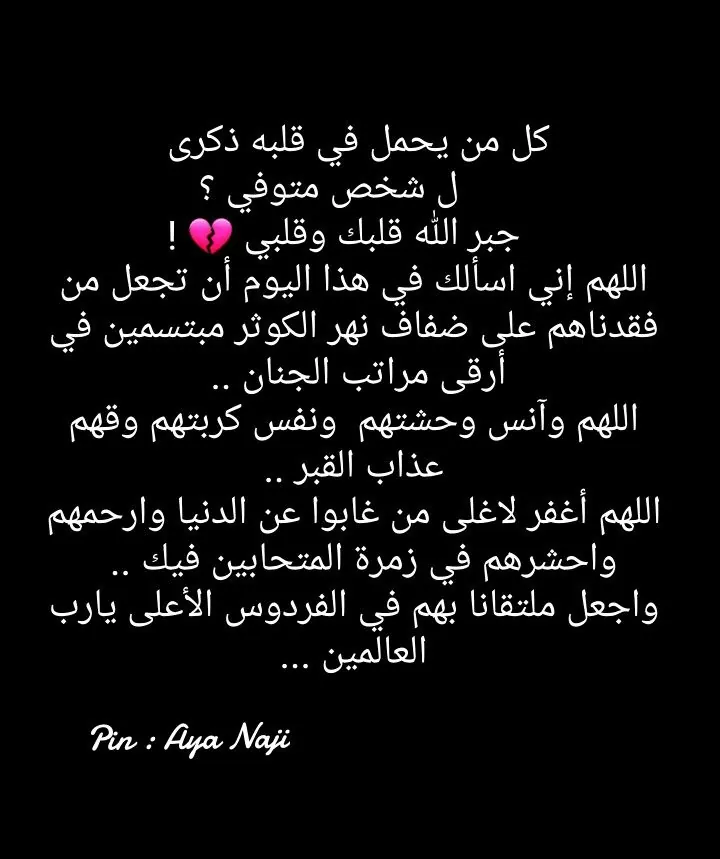 كل من يحمل في قلبه ذكرى
ل شخص متوفي ؟
جبر الله قلبك وقلبي 💔 !
اللهم إني اسألك في هذا اليوم أن تجعل من
فقدناهم على ضفاف نهر الكوثر مبتسمين في
أرقى مراتب الجنان ..
اللهم وآنس وحشتهم  ونفس كربتهم وقهم
عذاب القبر ..
اللهم أغفر لاغلى من غابوا عن الدنيا وارحمهم
واحشرهم في زمرة المتحابين فيك ..
واجعل ملتقانا بهم في الفردوس الأعلى يارب
العالمين ...
Pin : Aya Naji